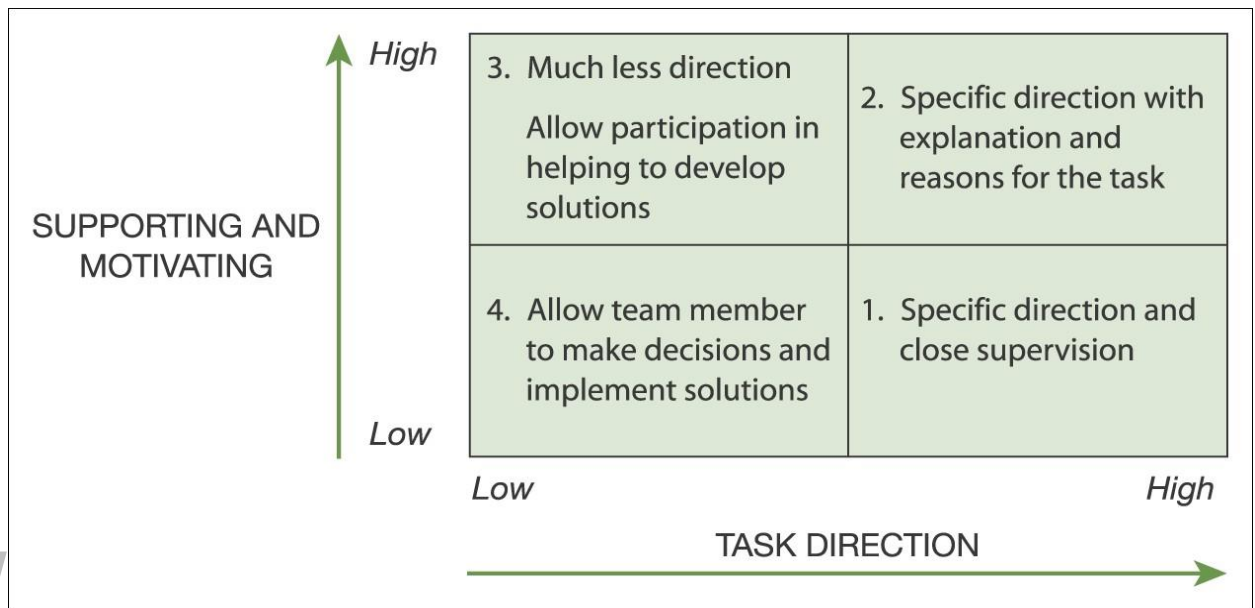 High
3. Much less direction
Allow participation in
helping to develop
solutions
2. Specific direction with
explanation and
reasons for the task
SUPPORTING AND
MOTIVATING
4. Allow team member
to make decisions and
implement solutions
1. Specific direction and
close supervision
Low
Low
High
TASK DIRECTION